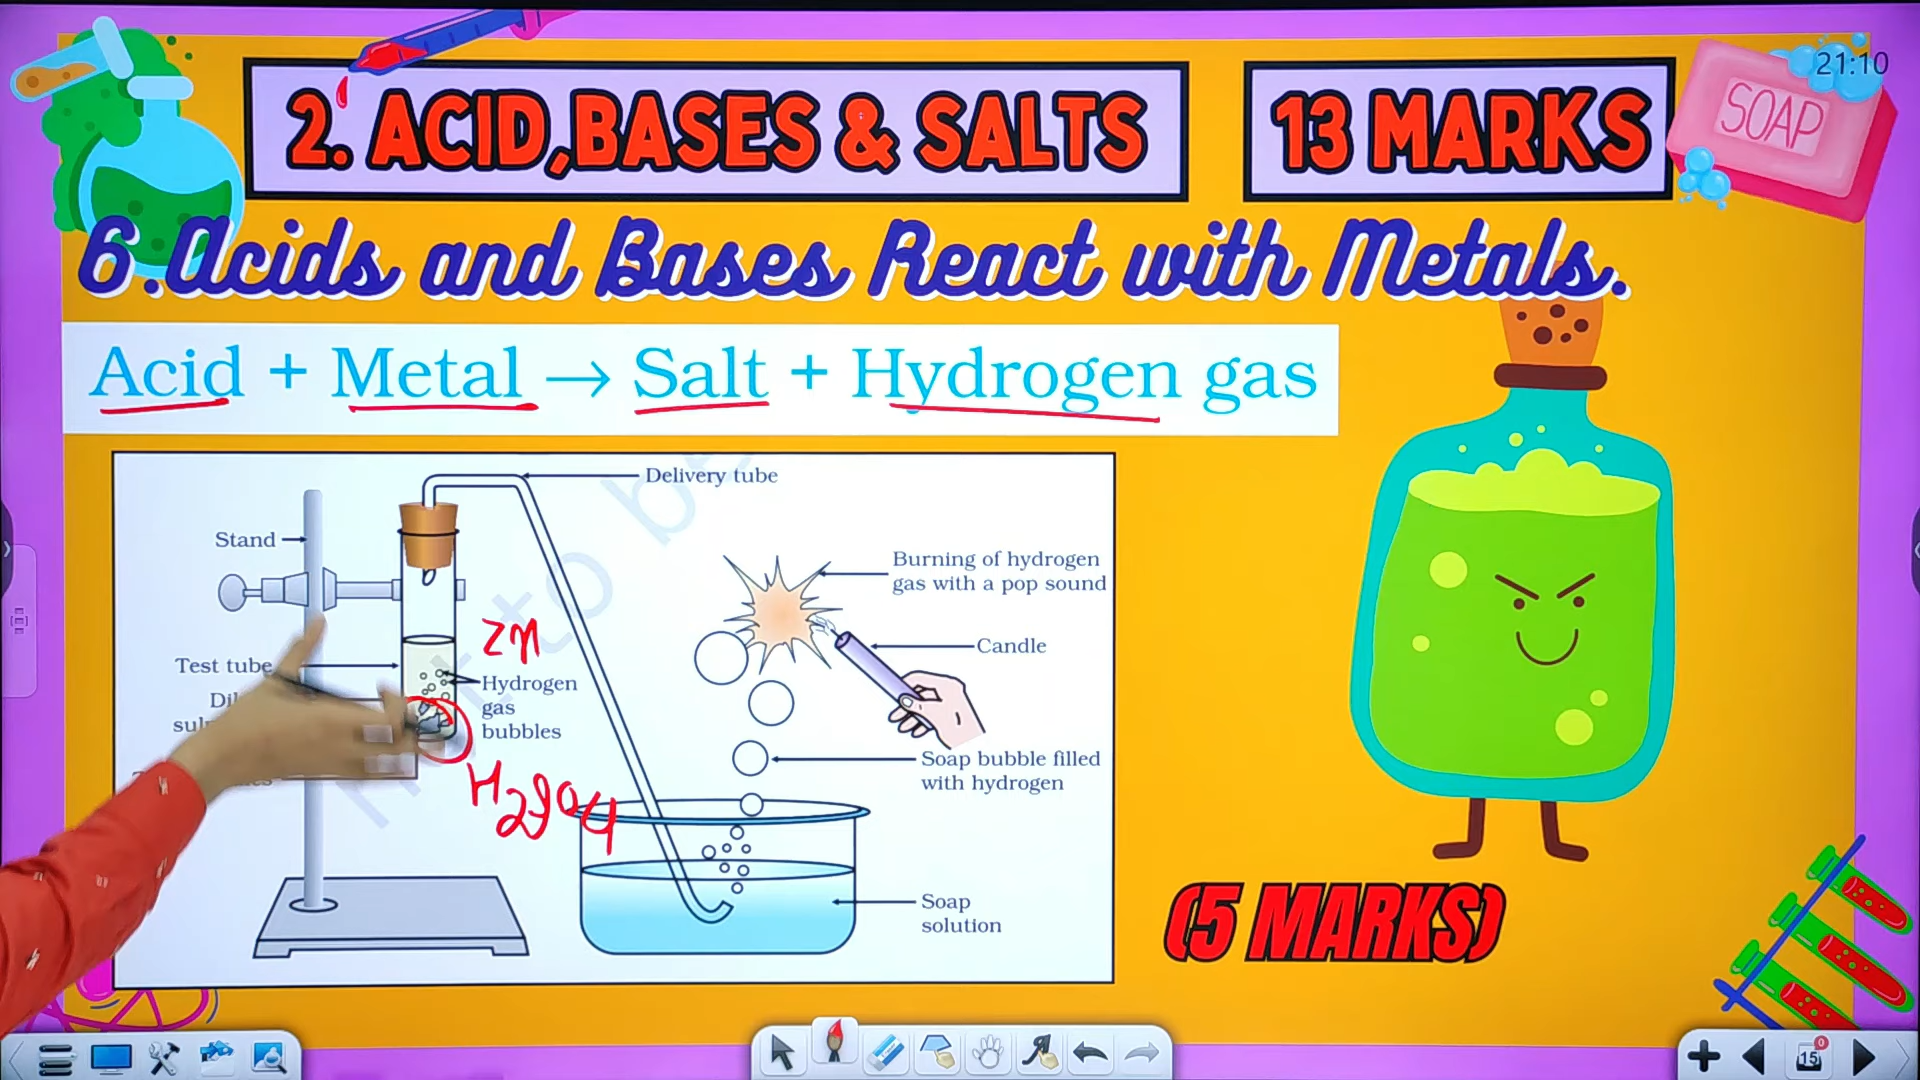 21:10
2. ACID,BASES & SALTS
13 MARKS
SOAP
6.Acids and Bases React with Metals.
Acid + Metal → Salt + Hydrogen gas
Delivery tube
Stand
Burning of hydrogen
gas with a pop sound
Zn
Candle
Test tube
Hydrogen
gas
bubbles
Soap bubble filled
with hydrogen
H2SO4
Soap
solution
(5 MARKS)
15
0